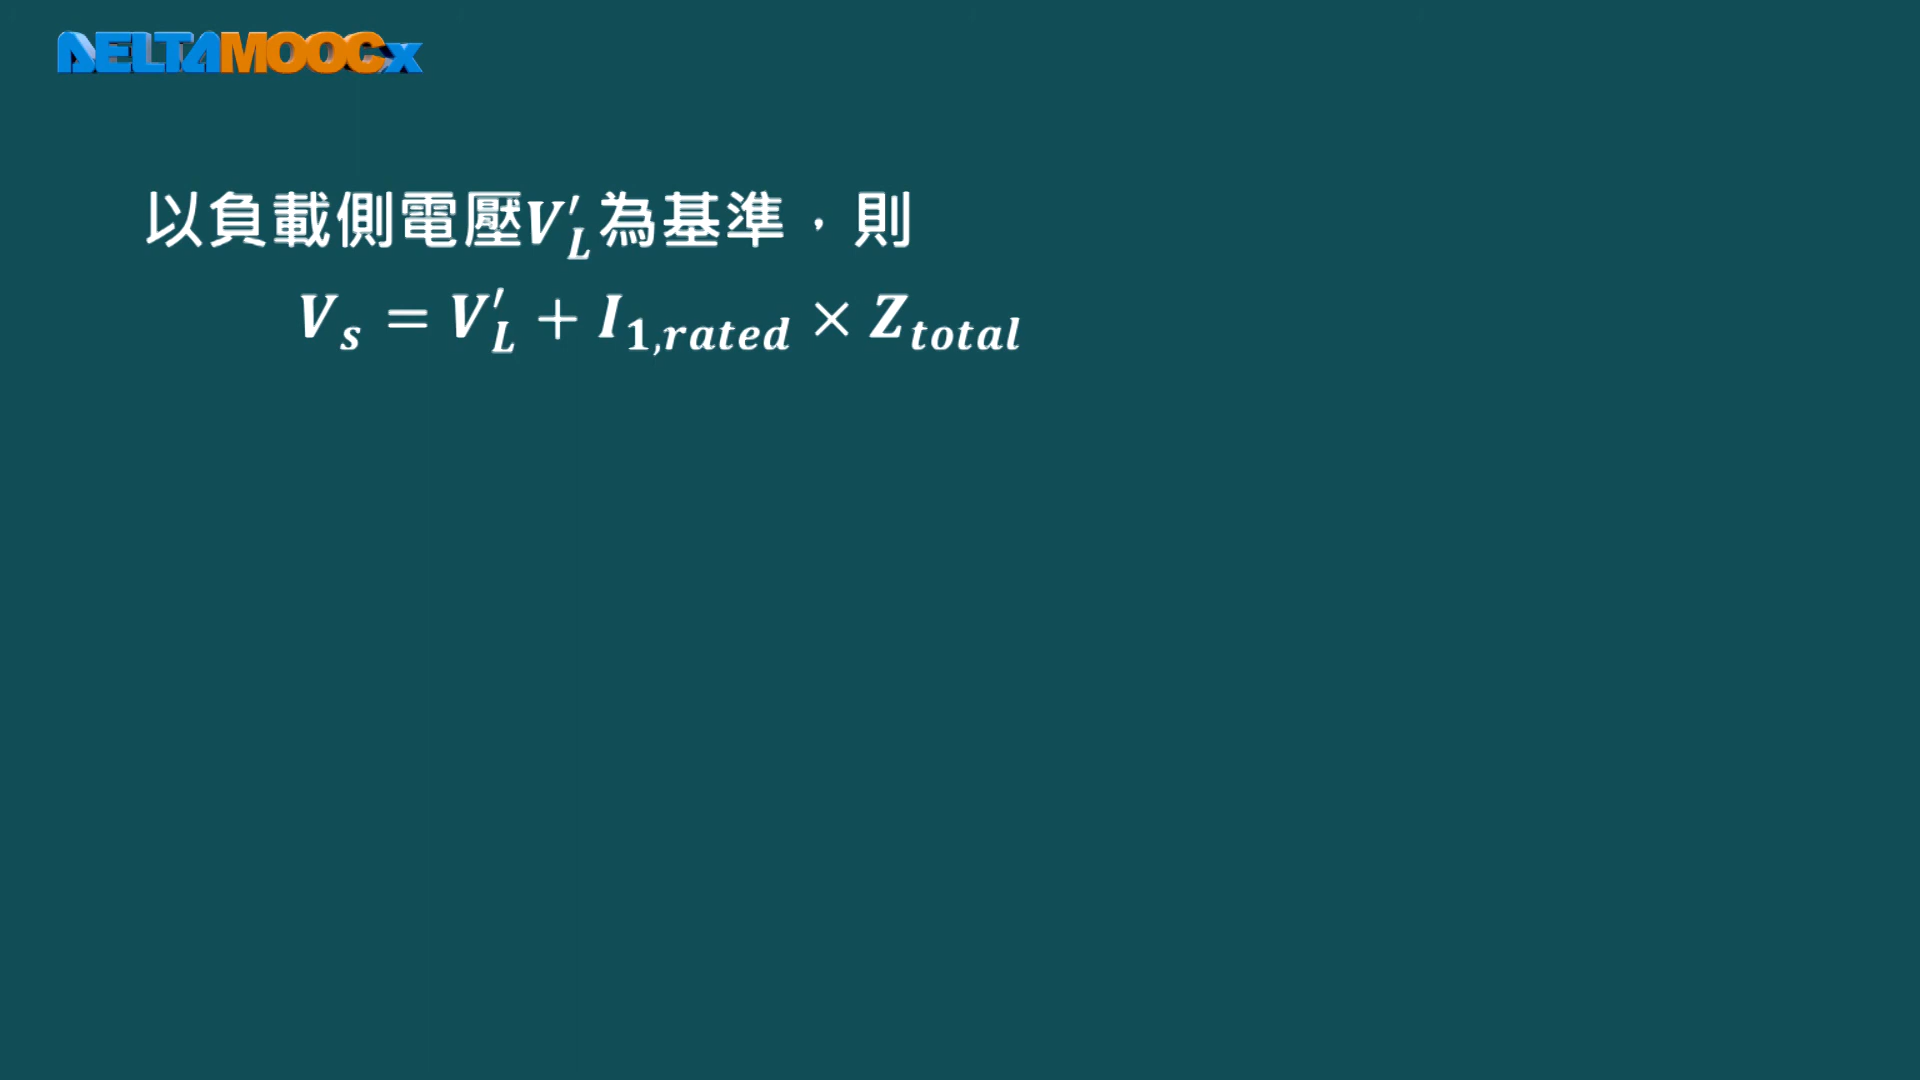 DELTAMOOCx
以負載側電壓V′_L為基準，則
V_s = V′_L + I_{1,rated} × Z_{total}